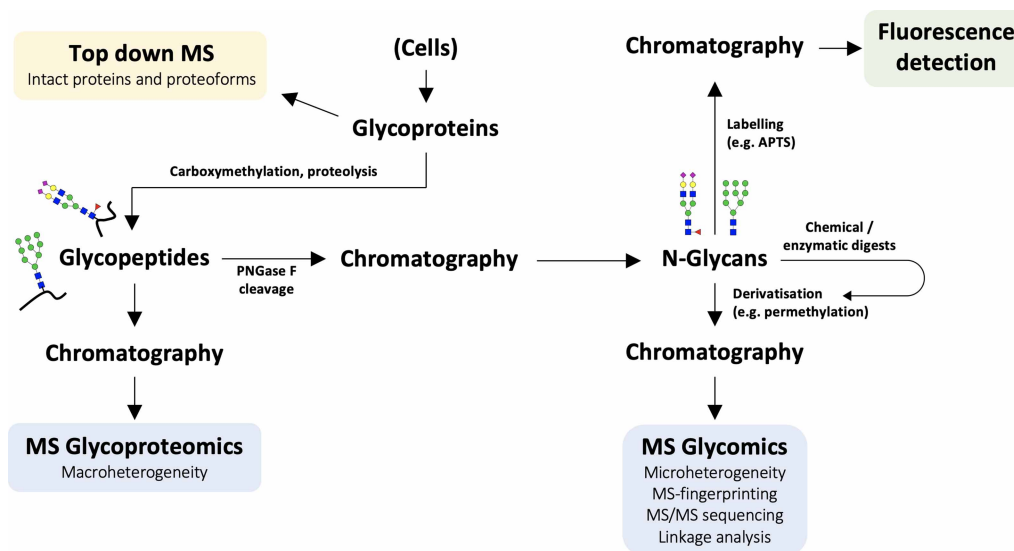 Top down MS
Intact proteins and proteoforms
(Cells)
Glycoproteins
Chromatography
Fluorescence
detection
Labelling
(e.g. APTS)
Carboxymethylation, proteolysis
Glycopeptides
PNGase F
cleavage
Chromatography
N-Glycans
Chemical /
enzymatic digests
Derivatisation
(e.g. permethylation)
Chromatography
Chromatography
MS Glycoproteomics
Macroheterogeneity
MS Glycomics
Microheterogeneity
MS-fingerprinting
MS/MS sequencing
Linkage analysis